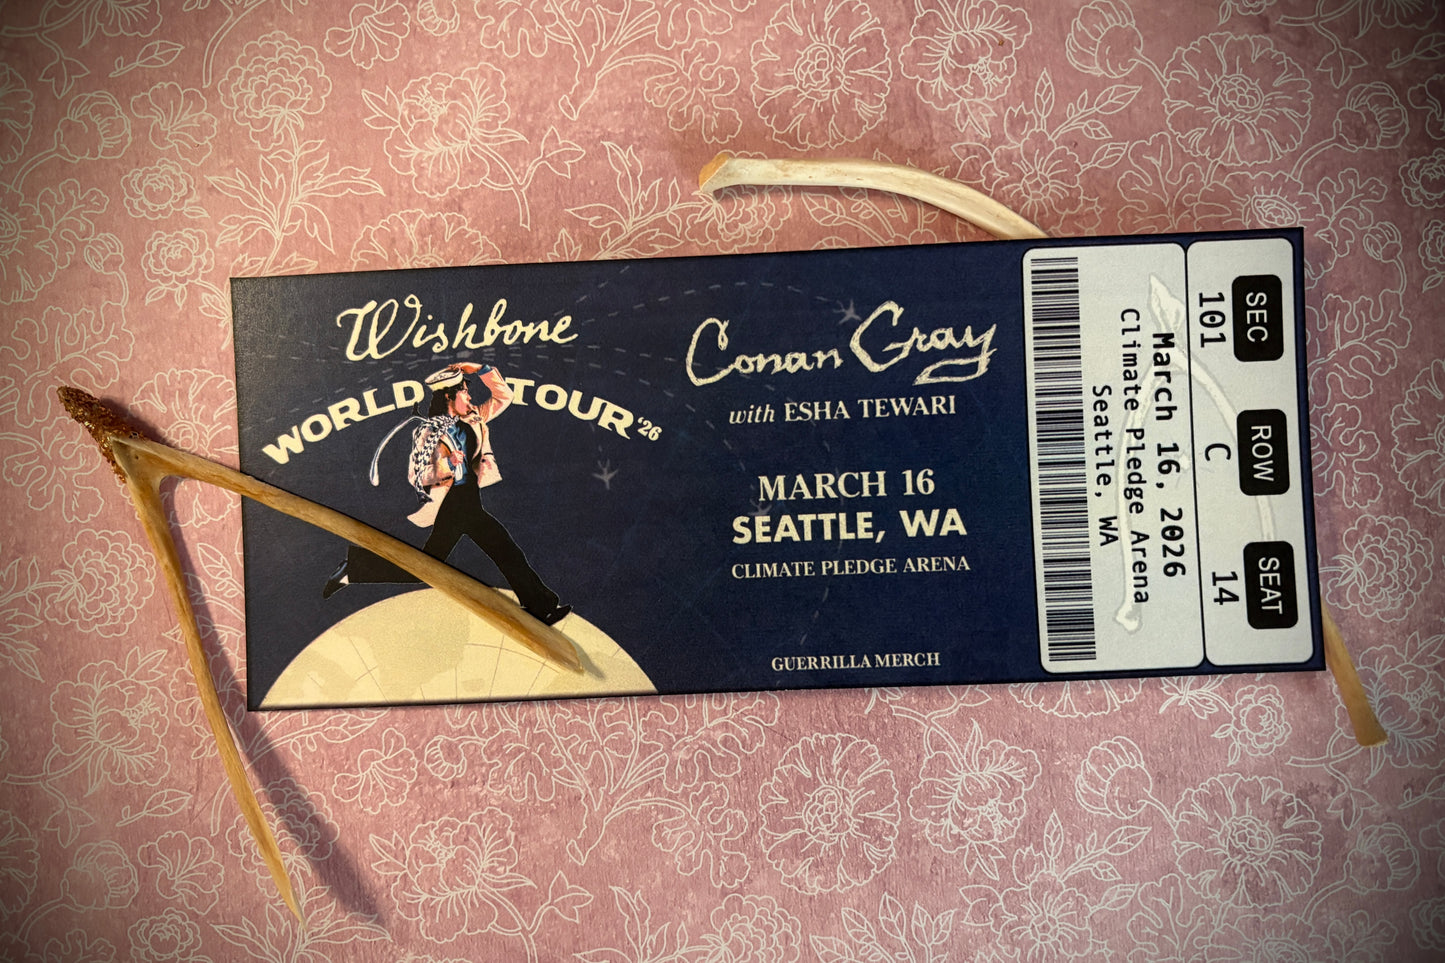 Wishbone
WORLD TOUR '26
Conan Gray
with ESHA TEWARI
MARCH 16
SEATTLE, WA
CLIMATE PLEDGE ARENA
GUERRILLA MERCH
March 16, 2026
Climate Pledge Arena
Seattle, WA
SEC
101
ROW
C
SEAT
14